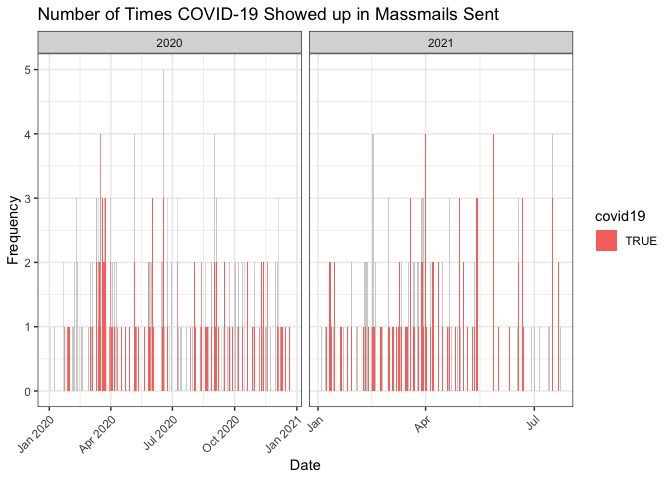 Number of Times COVID-19 Showed up in Massmails Sent
2020
2021
5
4
3
2
1
0
Frequency
Jan 2020
Apr 2020
Jul 2020
Oct 2020
Jan 2021
Jan
Apr
Jul
Date
covid19
TRUE